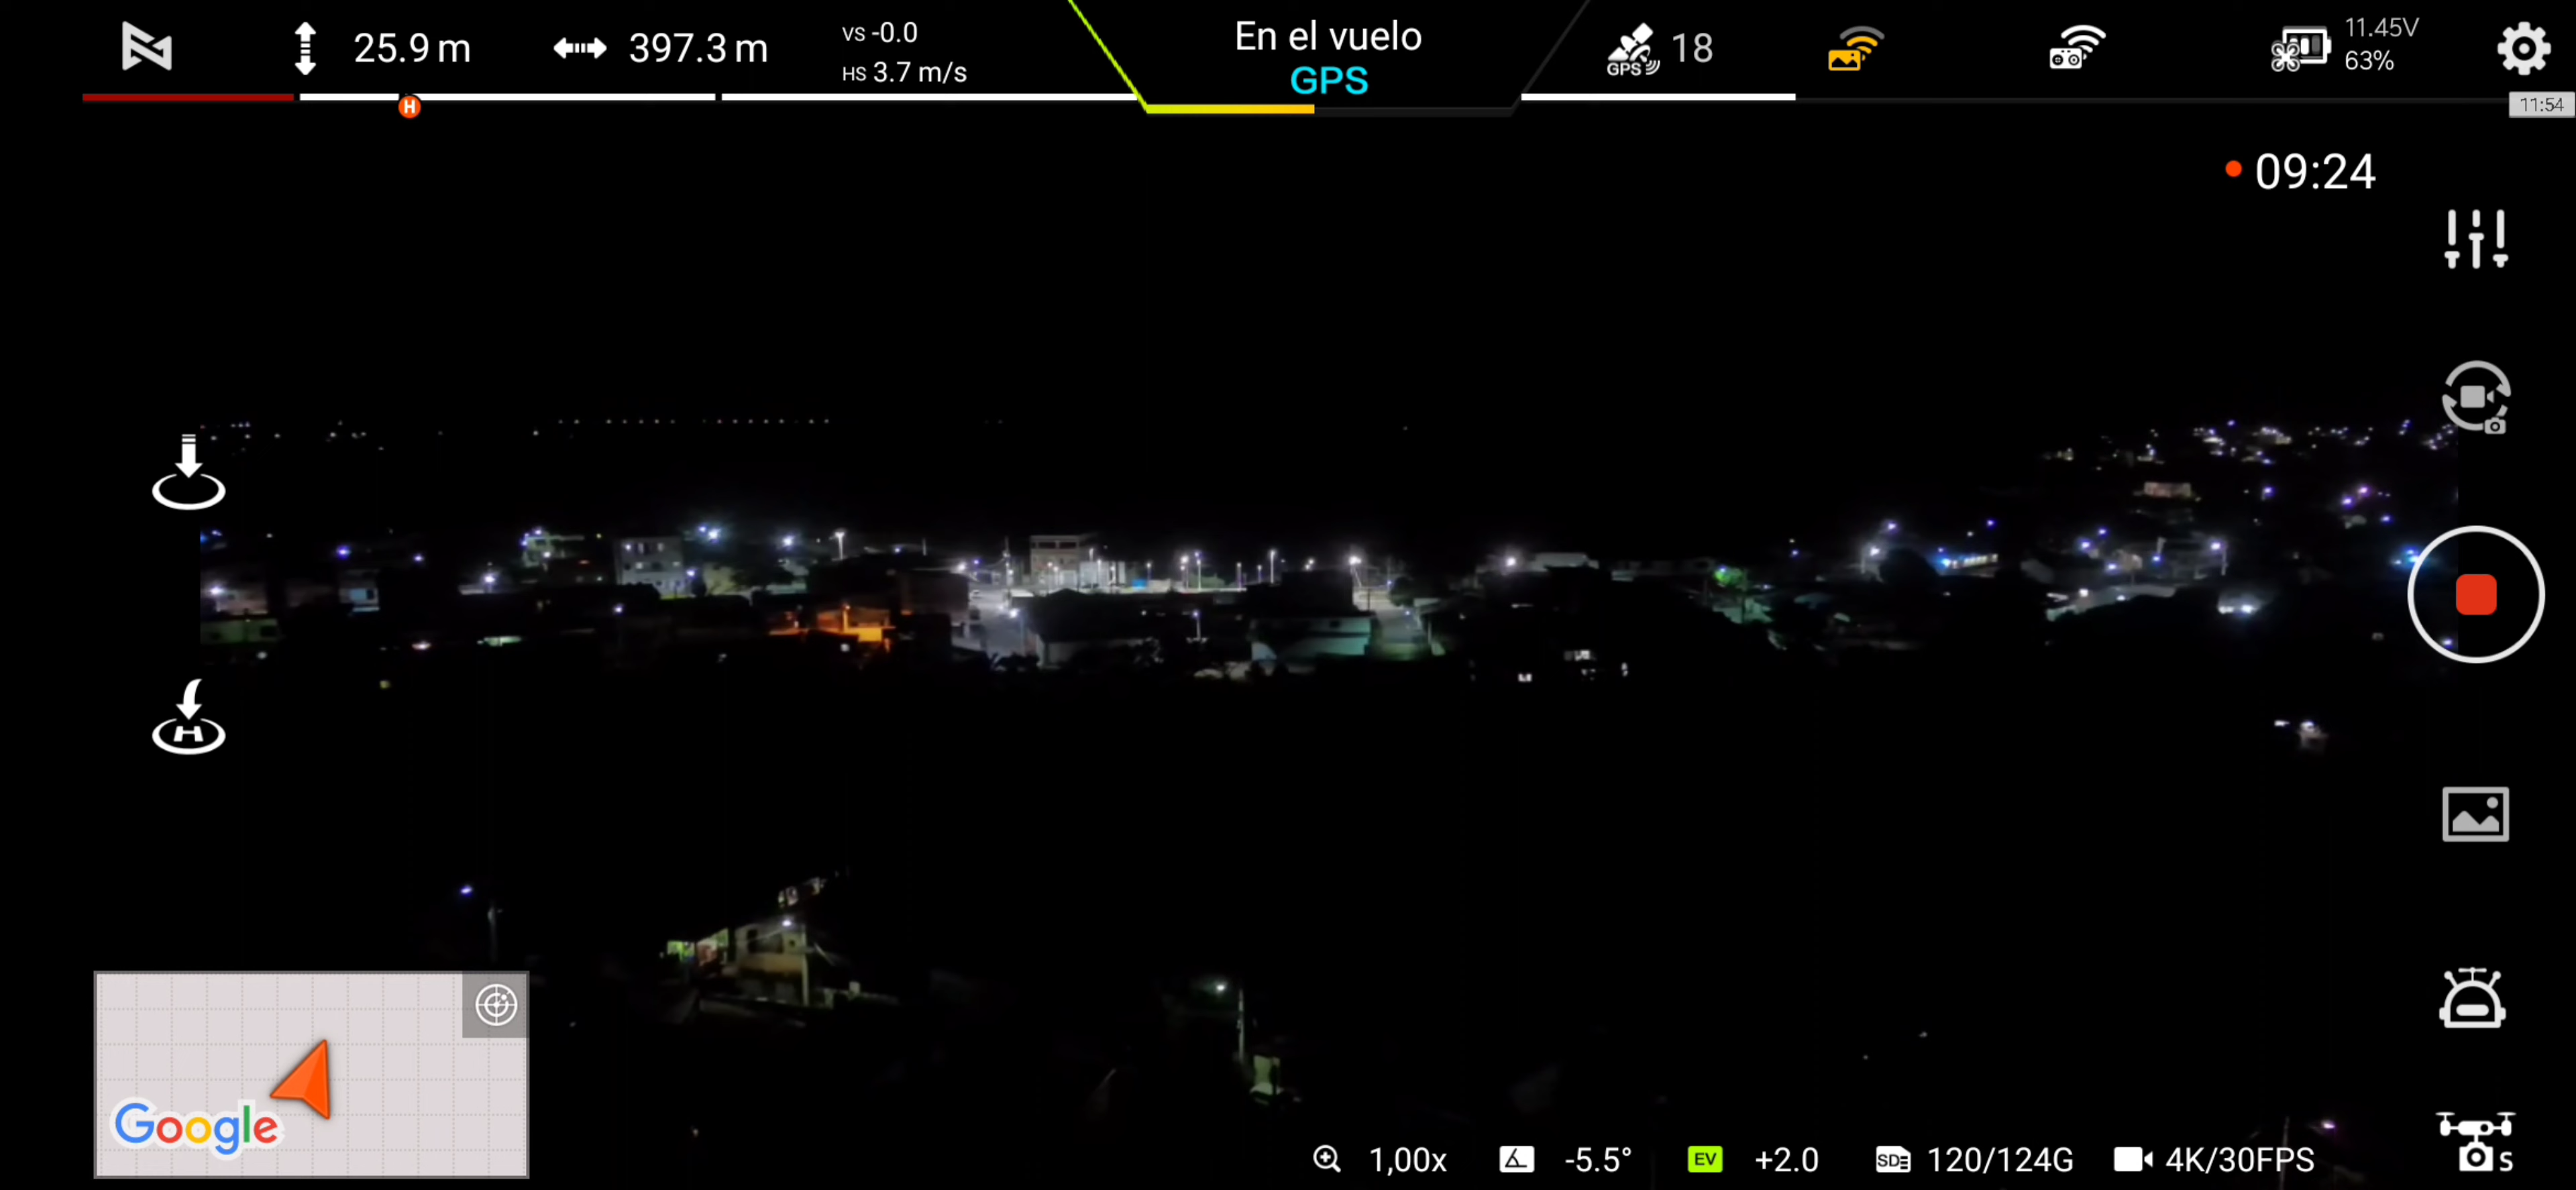 25.9 m
397.3 m
VS -0.0
HS 3.7 m/s
En el vuelo
GPS
GPS
18
11.45V
63%
11:54
H
09:24
H
Google
1,00x
-5.5°
EV
+2.0
SD
120/124G
4K/30FPS
S